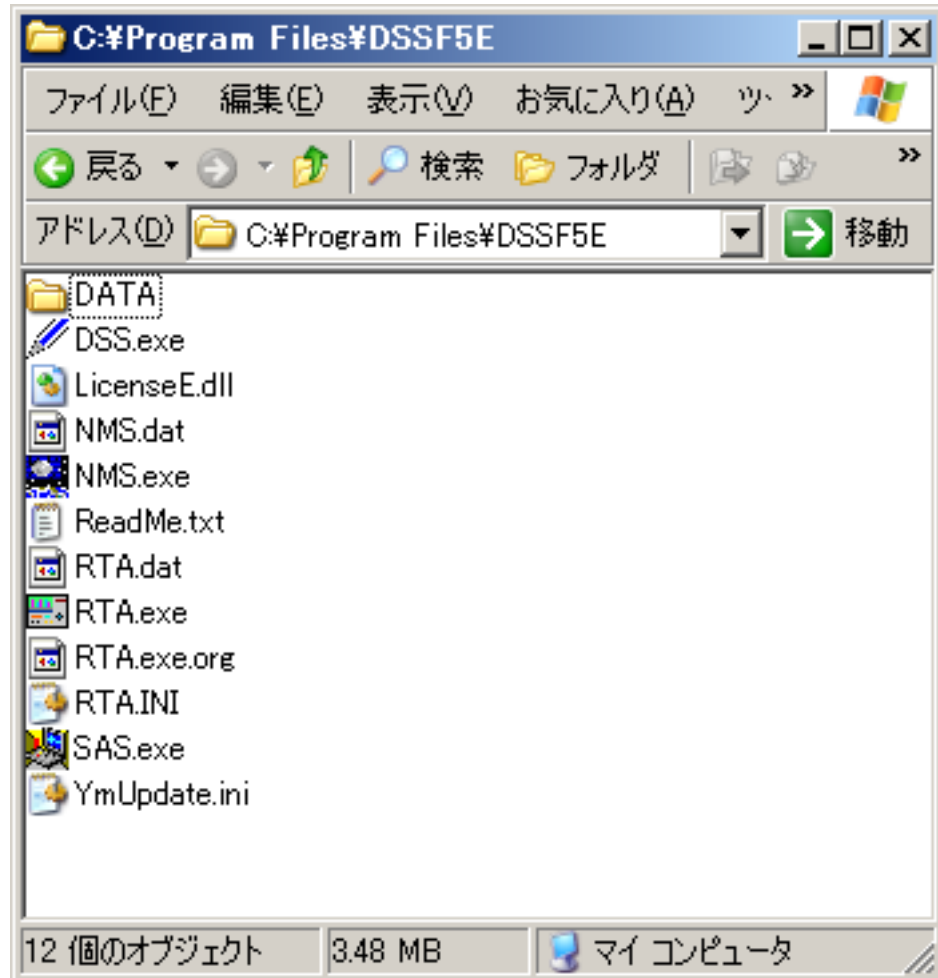 C:¥Program Files¥DSSF5E
ファイル(F) 編集(E) 表示(V) お気に入り(A) ツ
戻る 検索 フォルダ
アドレス(D) C:¥Program Files¥DSSF5E 移動
DATA
DSS.exe
LicenseE.dll
NMS.dat
NMS.exe
ReadMe.txt
RTA.dat
RTA.exe
RTA.exe.org
RTA.INI
SAS.exe
YmUpdate.ini
12 個のオブジェクト 3.48 MB マイ コンピュータ